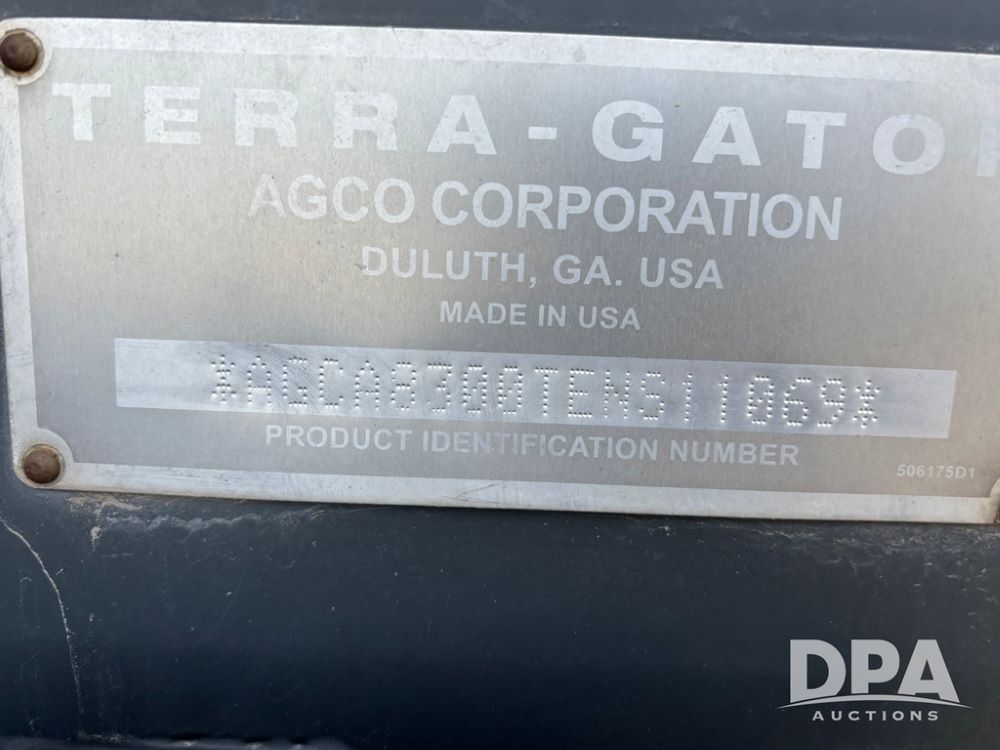 TERRA-GATO
AGCO CORPORATION
DULUTH, GA. USA
MADE IN USA
*AGCA8300TENS11069*
PRODUCT IDENTIFICATION NUMBER
506175D1
DPA
AUCTIONS